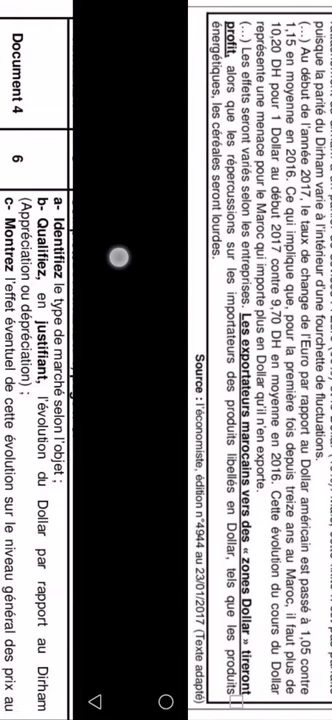 puisque la parité du Dirham varie à l'intérieur d'une fourchette de fluctuations.
(…) Au début de l'année 2017, le taux de change de l'Euro par rapport au Dollar américain est passé à 1,05 contre
1,15 en moyenne en 2016. Ce qui implique que, pour la première fois depuis treize ans au Maroc, il faut plus de
10,20 DH pour 1 Dollar au début 2017 contre 9,70 DH en moyenne en 2016. Cette évolution du cours du Dollar
représente une menace pour le Maroc qui importe plus en Dollar qu'il n'en exporte.
(…) Les effets seront variés selon les entreprises. Les exportateurs marocains vers des « zones Dollar » tireront
profit, alors que les répercussions sur les importateurs des produits libellés en Dollar, tels que les produits
énergétiques, les céréales seront lourdes.
Source : l'économiste, édition n°4944 au 23/01/2017 (Texte adapté)
Document 4
6
a- Identifiez le type de marché selon l'objet ;
b- Qualifiez, en justifiant, l'évolution du Dollar par rapport au Dirham
(Appréciation ou dépréciation) ;
c- Montrez l'effet éventuel de cette évolution sur le niveau général des prix au